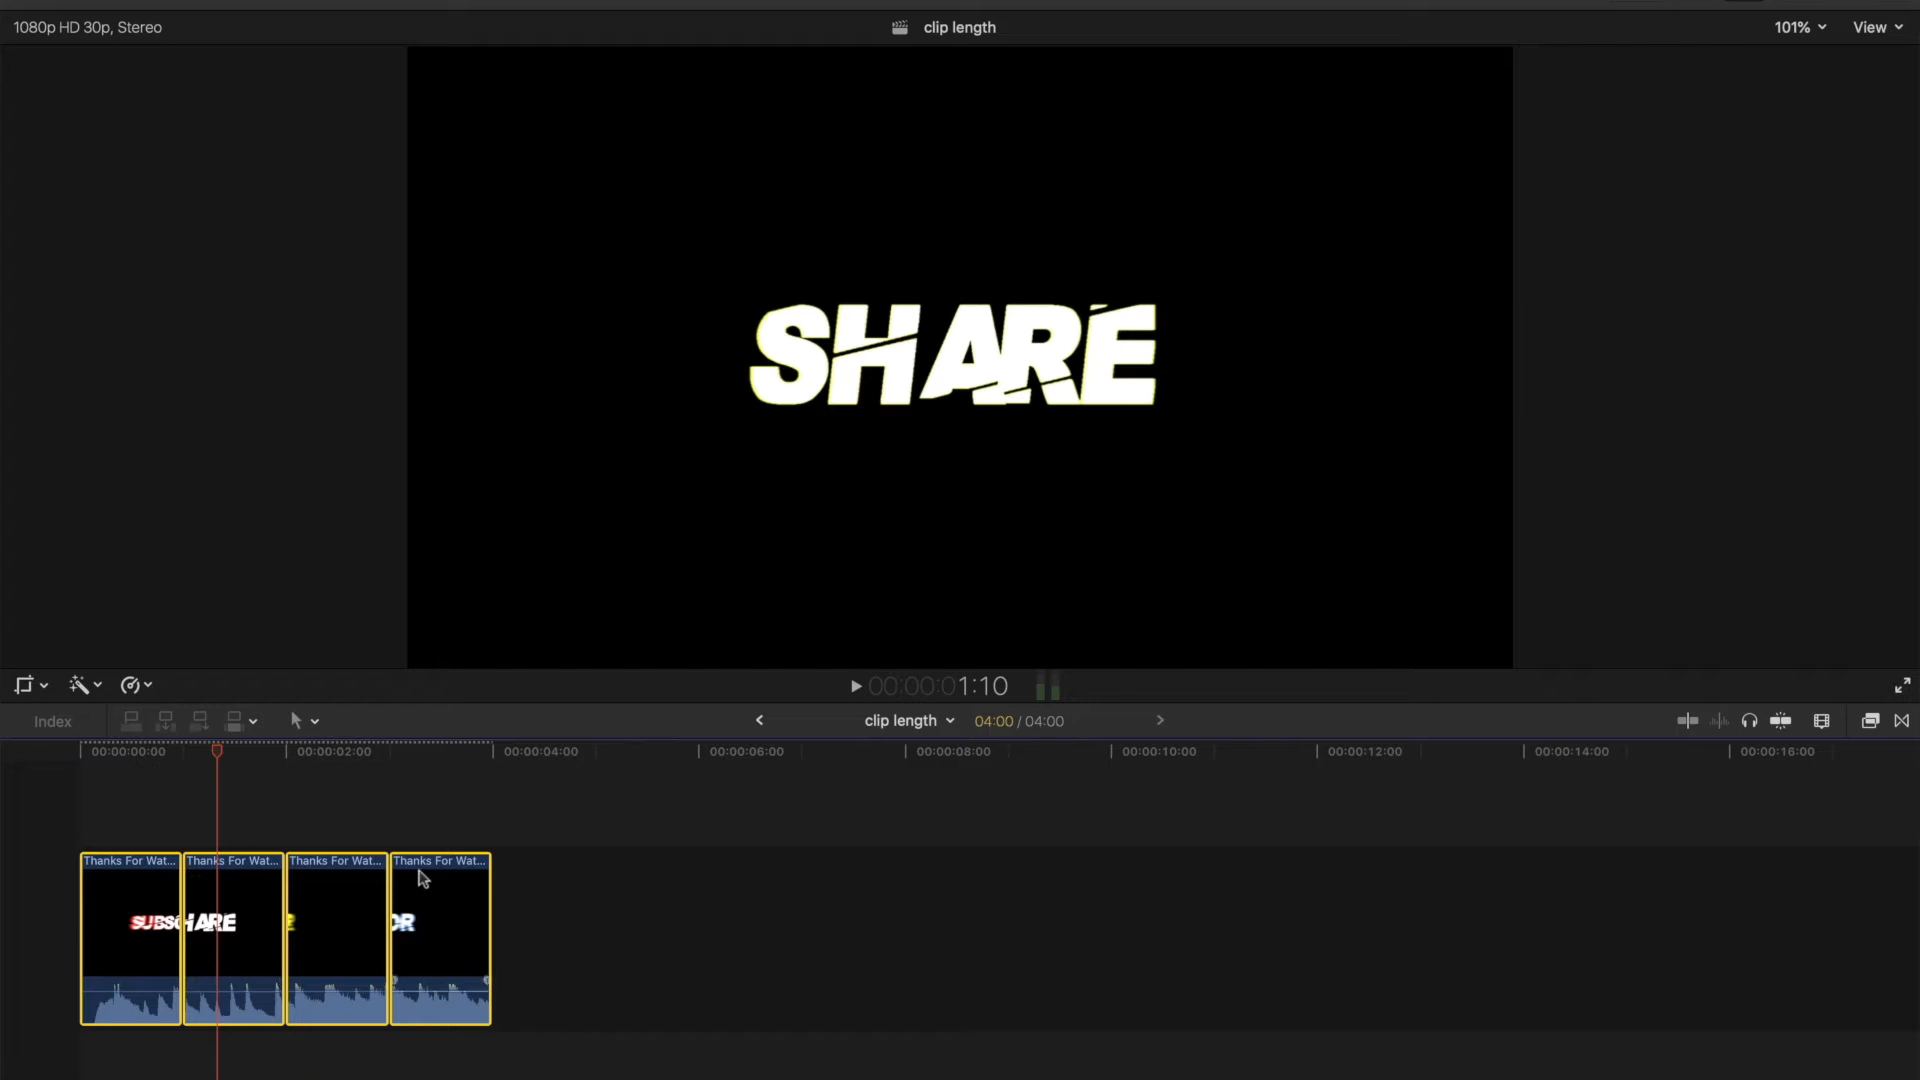 1080p HD 30p, Stereo
clip length
101%
View
SHARE
00:00:01:10
Index
clip length
04:00 / 04:00
00:00:00:00
00:00:02:00
00:00:04:00
00:00:06:00
00:00:08:00
00:00:10:00
00:00:12:00
00:00:14:00
00:00:16:00
Thanks For Wat...
Thanks For Wat...
Thanks For Wat...
Thanks For Wat...
SUBSC
HARE
E
OR